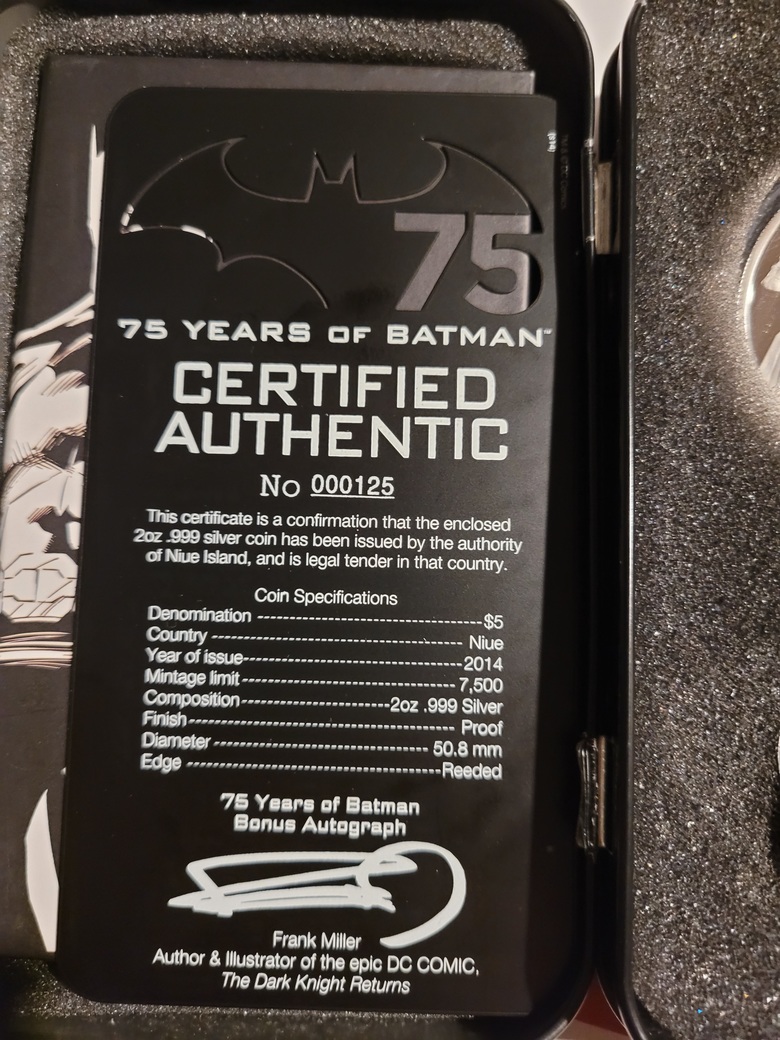 75
75 YEARS OF BATMAN™
CERTIFIED
AUTHENTIC
No 000125
This certificate is a confirmation that the enclosed
2oz .999 silver coin has been issued by the authority
of Niue Island, and is legal tender in that country.
Coin Specifications
Denomination --------------------------------------$5
Country -------------------------------------------- Niue
Year of issue-------------------------------------2014
Mintage limit------------------------------------ 7,500
Composition-------------------------2oz .999 Silver
Finish---------------------------------------------- Proof
Diameter ------------------------------------- 50.8 mm
Edge --------------------------------------------Reeded
75 Years of Batman
Bonus Autograph
Frank Miller
Author & Illustrator of the epic DC COMIC,
The Dark Knight Returns